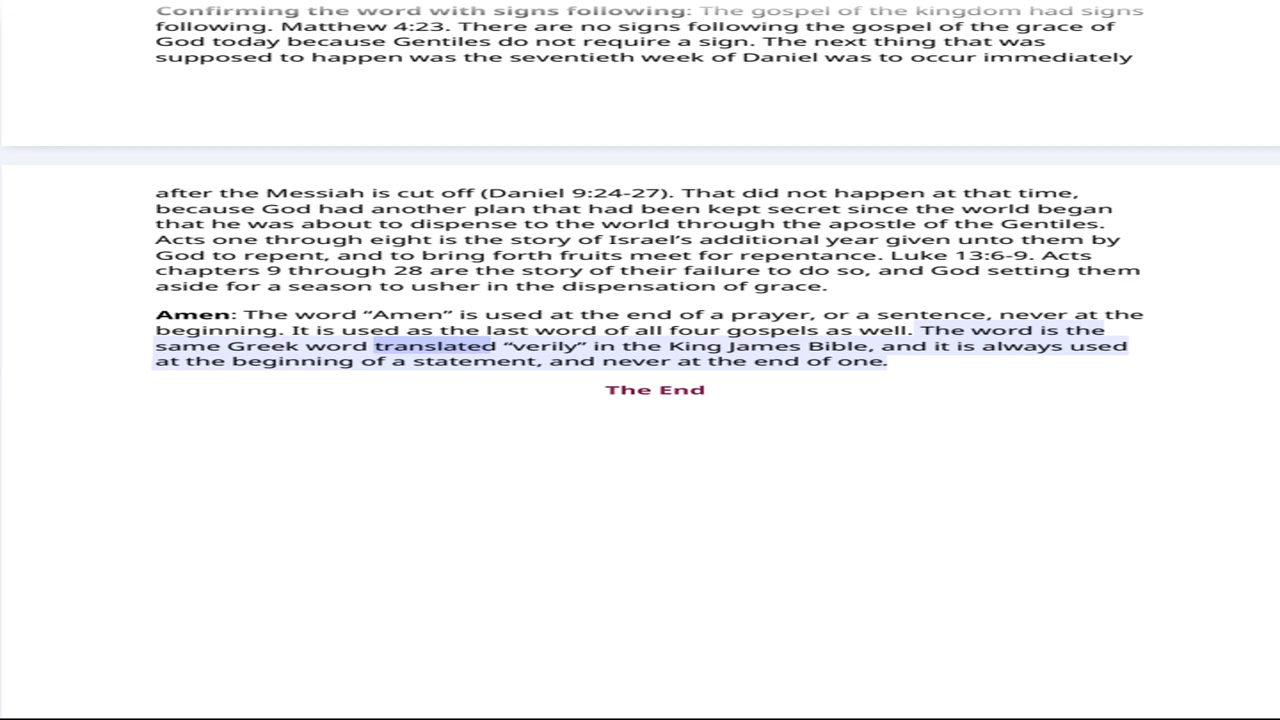 Confirming the word with signs following: The gospel of the kingdom had signs
following. Matthew 4:23. There are no signs following the gospel of the grace of
God today because Gentiles do not require a sign. The next thing that was
supposed to happen was the seventieth week of Daniel was to occur immediately
after the Messiah is cut off (Daniel 9:24-27). That did not happen at that time,
because God had another plan that had been kept secret since the world began
that he was about to dispense to the world through the apostle of the Gentiles.
Acts one through eight is the story of Israel’s additional year given unto them by
God to repent, and to bring forth fruits meet for repentance. Luke 13:6-9. Acts
chapters 9 through 28 are the story of their failure to do so, and God setting them
aside for a season to usher in the dispensation of grace.
Amen: The word “Amen” is used at the end of a prayer, or a sentence, never at the
beginning. It is used as the last word of all four gospels as well. The word is the
same Greek word translated “verily” in the King James Bible, and it is always used
at the beginning of a statement, and never at the end of one.
The End